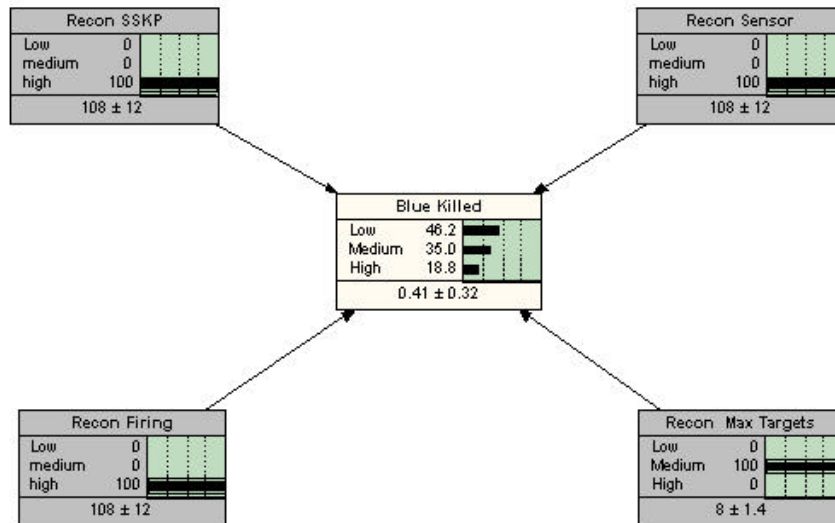 Recon SSKP
Low 0
medium 0
high 100
108 ± 12
Recon Sensor
Low 0
medium 0
high 100
108 ± 12
Blue Killed
Low 46.2
Medium 35.0
High 18.8
0.41 ± 0.32
Recon Firing
Low 0
medium 0
high 100
108 ± 12
Recon Max Targets
Low 0
Medium 100
High 0
8 ± 1.4